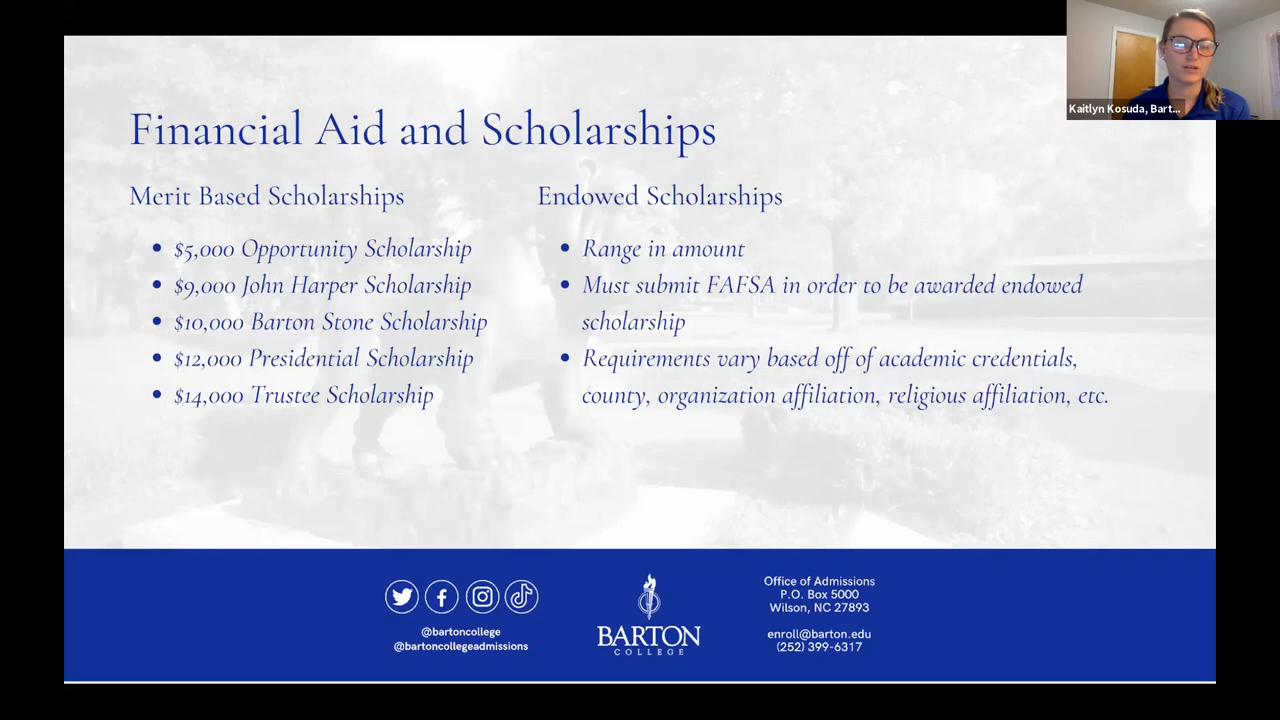 Kaitlyn Kosuda, Bart...
Financial Aid and Scholarships
Merit Based Scholarships
$5,000 Opportunity Scholarship
$9,000 John Harper Scholarship
$10,000 Barton Stone Scholarship
$12,000 Presidential Scholarship
$14,000 Trustee Scholarship
Endowed Scholarships
Range in amount
Must submit FAFSA in order to be awarded endowed
scholarship
Requirements vary based off of academic credentials,
county, organization affiliation, religious affiliation, etc.
@bartoncollege
@bartoncollegeadmissions
BARTON
COLLEGE
Office of Admissions
P.O. Box 5000
Wilson, NC 27893
enroll@barton.edu
(252) 399-6317